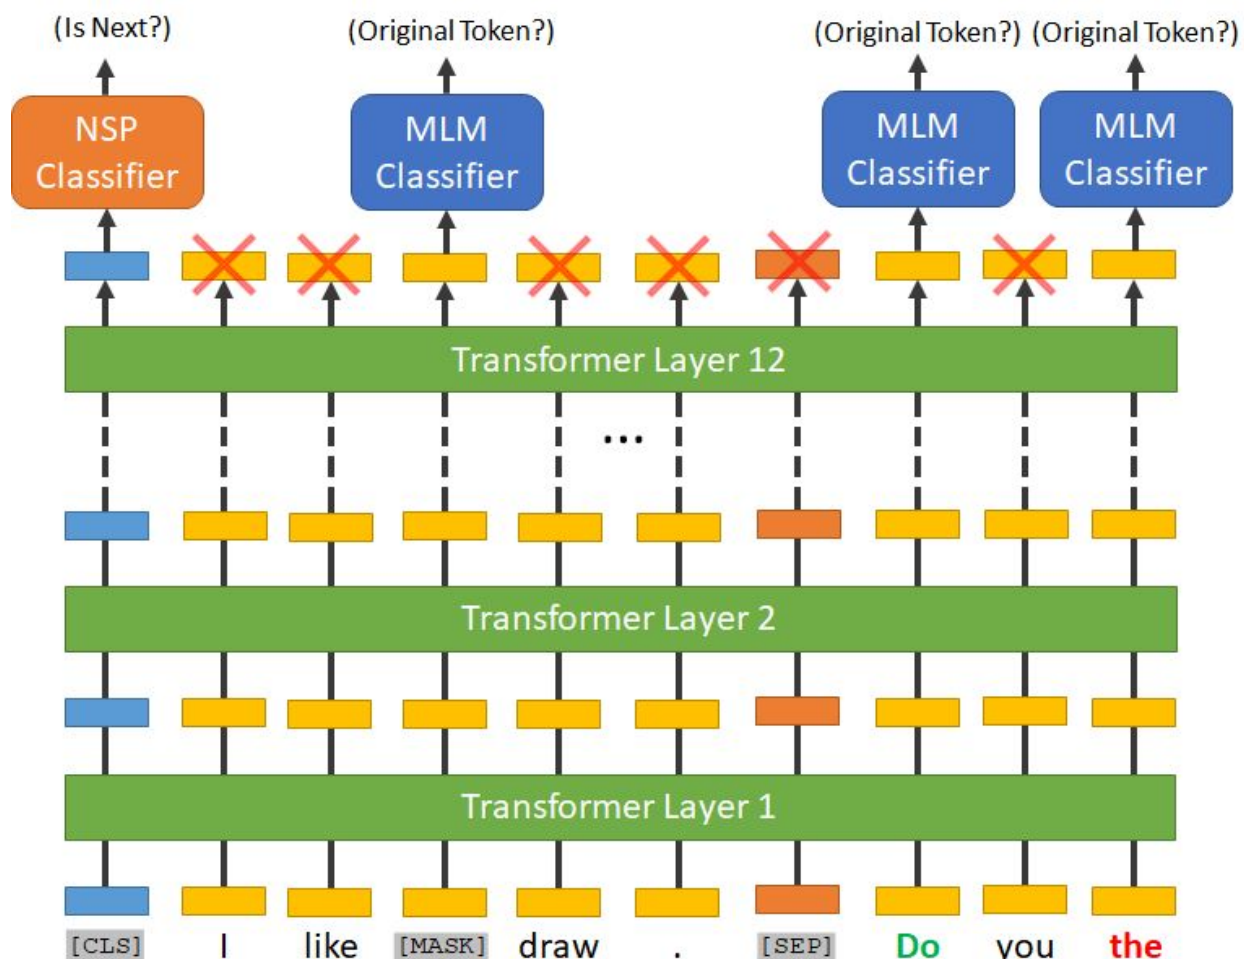 (Is Next?) (Original Token?) (Original Token?) (Original Token?)
NSP
Classifier
MLM
Classifier
MLM
Classifier
MLM
Classifier
Transformer Layer 12
...
Transformer Layer 2
Transformer Layer 1
[CLS] I like [MASK] draw . [SEP] Do you the